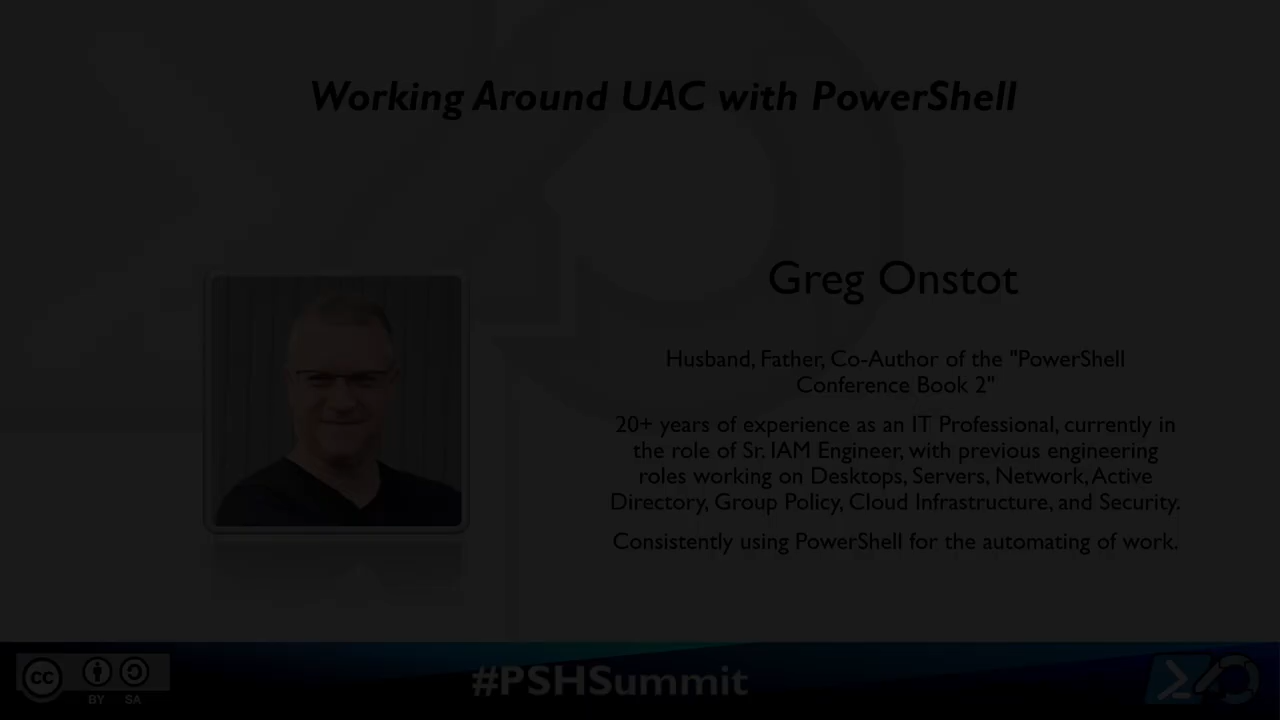 Working Around UAC with PowerShell
Greg Onstot
Husband, Father, Co-Author of the "PowerShell
Conference Book 2"
20+ years of experience as an IT Professional, currently in
the role of Sr. IAM Engineer, with previous engineering
roles working on Desktops, Servers, Network, Active
Directory, Group Policy, Cloud Infrastructure, and Security.
Consistently using PowerShell for the automating of work.
cc
BY SA
#PSHSummit